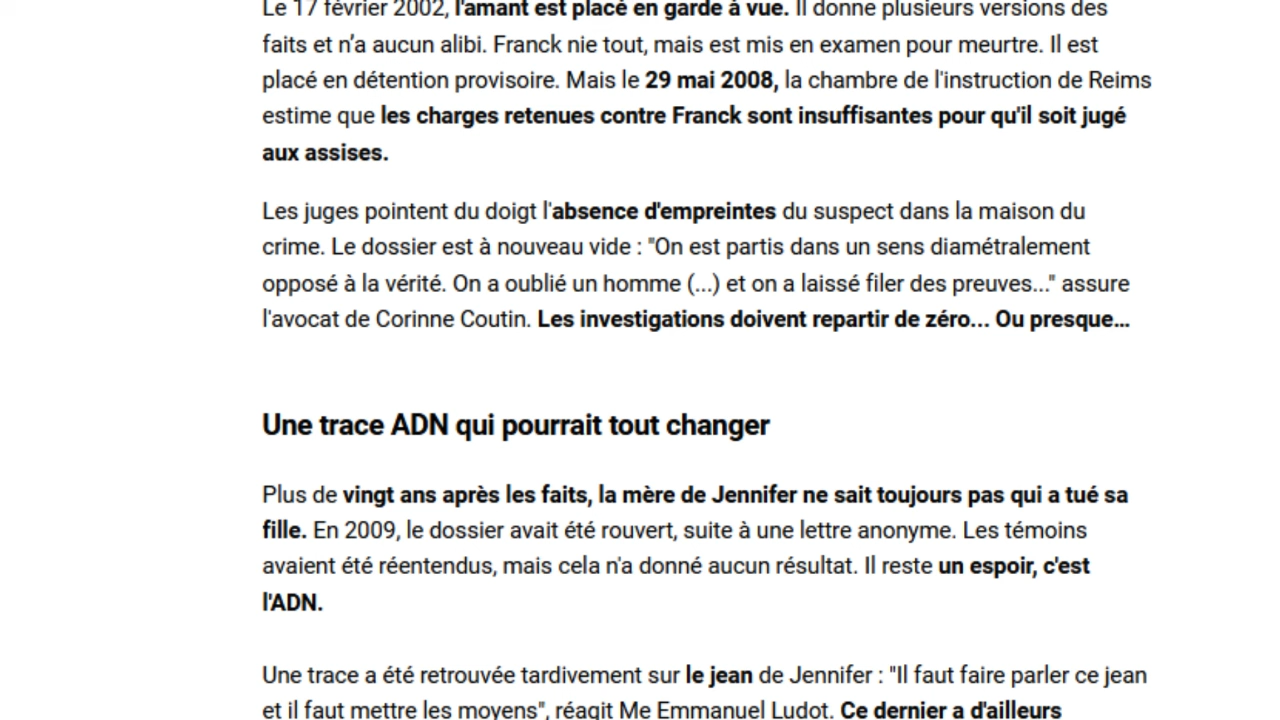 Le 17 février 2002, l'amant est placé en garde à vue. Il donne plusieurs versions des
faits et n’a aucun alibi. Franck nie tout, mais est mis en examen pour meurtre. Il est
placé en détention provisoire. Mais le 29 mai 2008, la chambre de l'instruction de Reims
estime que les charges retenues contre Franck sont insuffisantes pour qu'il soit jugé
aux assises.
Les juges pointent du doigt l'absence d'empreintes du suspect dans la maison du
crime. Le dossier est à nouveau vide : "On est partis dans un sens diamétralement
opposé à la vérité. On a oublié un homme (...) et on a laissé filer des preuves..." assure
l'avocat de Corinne Coutin. Les investigations doivent repartir de zéro... Ou presque…
Une trace ADN qui pourrait tout changer
Plus de vingt ans après les faits, la mère de Jennifer ne sait toujours pas qui a tué sa
fille. En 2009, le dossier avait été rouvert, suite à une lettre anonyme. Les témoins
avaient été réentendus, mais cela n'a donné aucun résultat. Il reste un espoir, c'est
l'ADN.
Une trace a été retrouvée tardivement sur le jean de Jennifer : "Il faut faire parler ce jean
et il faut mettre les moyens", réagit Me Emmanuel Ludot. Ce dernier a d'ailleurs